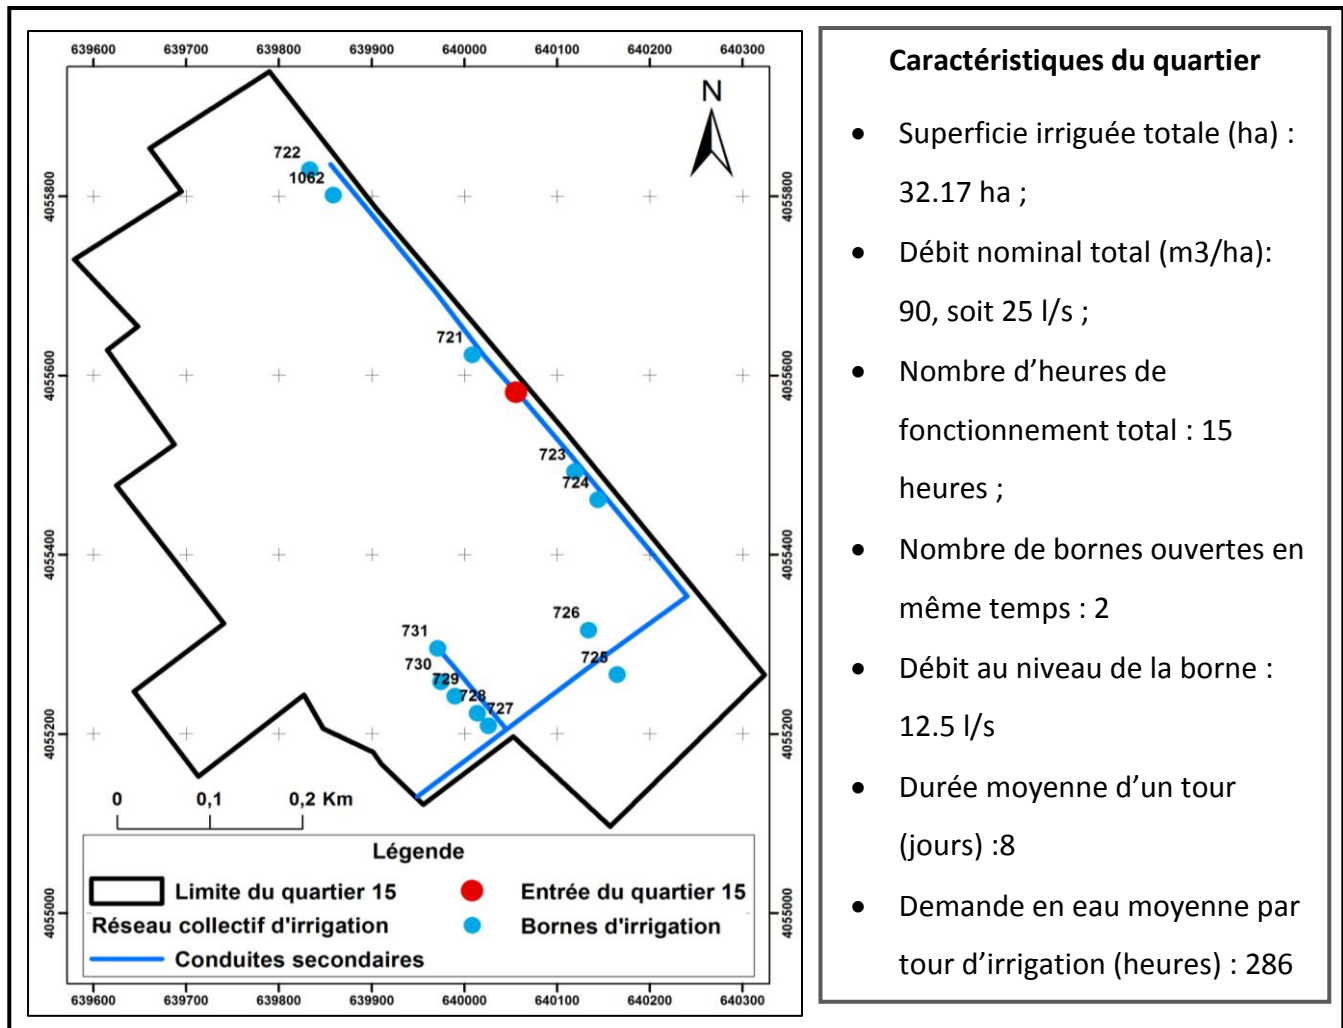 639600 639700 639800 639900 640000 640100 640200 640300
N
722
1062
4055800 4055800
721
4055600 4055600
723
724
4055400 4055400
726
731
725
730
729
728
727
4055200 4055200
0 0,1 0,2 Km
Légende
Limite du quartier 15
Entrée du quartier 15
Réseau collectif d'irrigation
Bornes d'irrigation
Conduites secondaires
4055000 4055000
639600 639700 639800 639900 640000 640100 640200 640300
Caractéristiques du quartier
• Superficie irriguée totale (ha) :
32.17 ha ;
• Débit nominal total (m3/ha):
90, soit 25 l/s ;
• Nombre d’heures de
fonctionnement total : 15
heures ;
• Nombre de bornes ouvertes en
même temps : 2
• Débit au niveau de la borne :
12.5 l/s
• Durée moyenne d’un tour
(jours) :8
• Demande en eau moyenne par
tour d’irrigation (heures) : 286